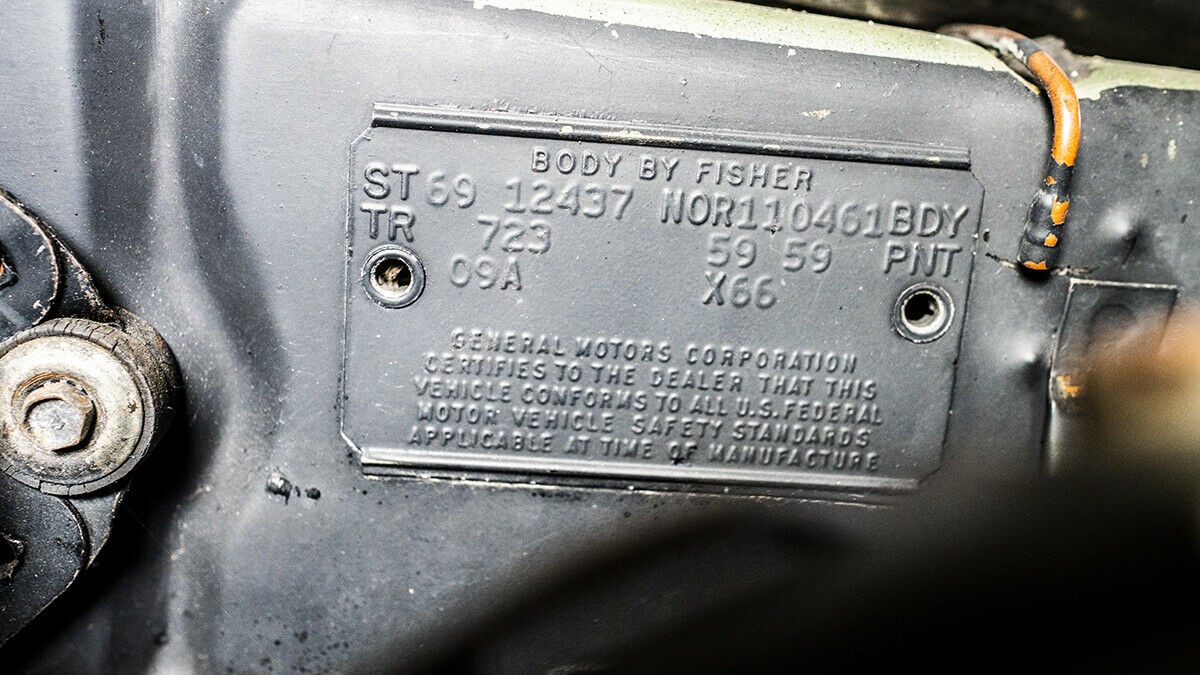 BODY BY FISHER
ST 69 12437 NOR110461 BDY
TR 723 59 59 PNT
09A X66
GENERAL MOTORS CORPORATION
CERTIFIES TO THE DEALER THAT THIS
VEHICLE CONFORMS TO ALL U.S. FEDERAL
MOTOR VEHICLE SAFETY STANDARDS
APPLICABLE AT TIME OF MANUFACTURE